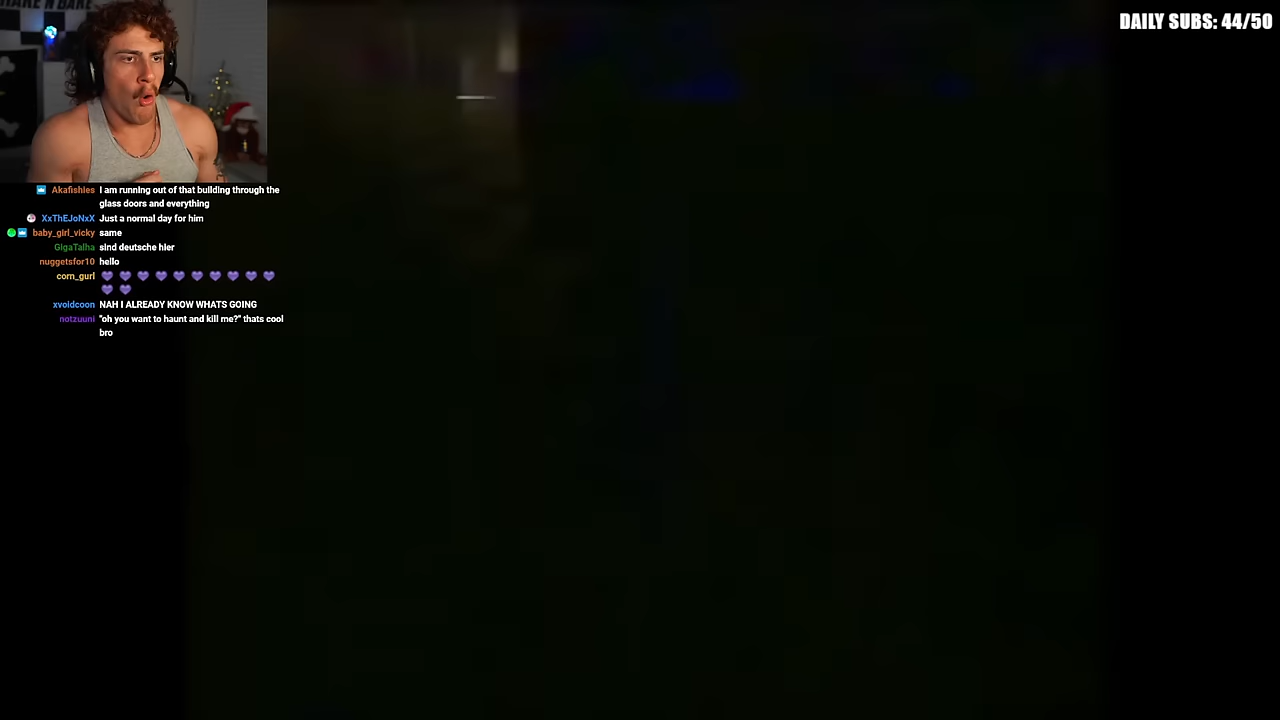 DAILY SUBS: 44/50
Akafishies I am running out of that building through the
glass doors and everything
XxThEJoNxX Just a normal day for him
baby_girl_vicky same
GigaTalha sind deutsche hier
nuggetsfor10 hello
corn_gurl
xvoidcoon NAH I ALREADY KNOW WHATS GOING
notzuuni "oh you want to haunt and kill me?" thats cool
bro